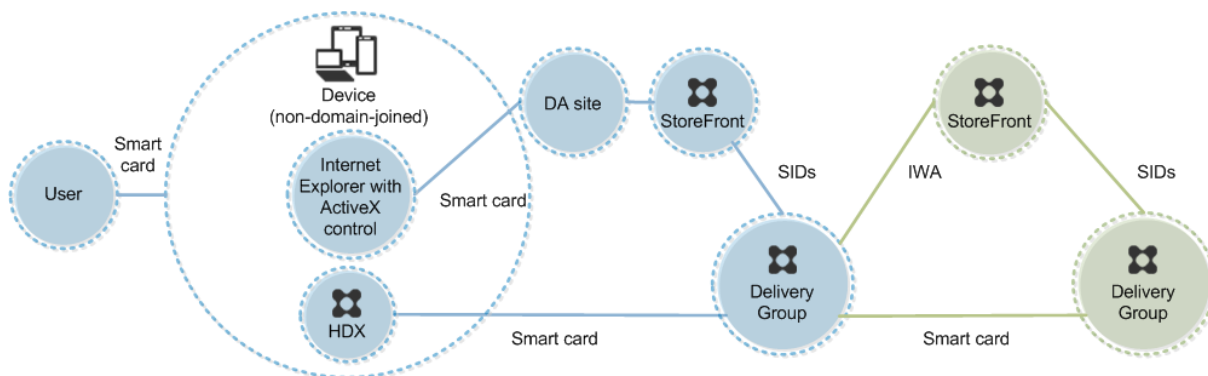 User
Smart
card
Device
(non-domain-joined)
Internet
Explorer with
ActiveX
control
HDX
Smart card
DA site
StoreFront
SIDs
Delivery
Group
Smart card
IWA
StoreFront
SIDs
Delivery
Group
Smart card